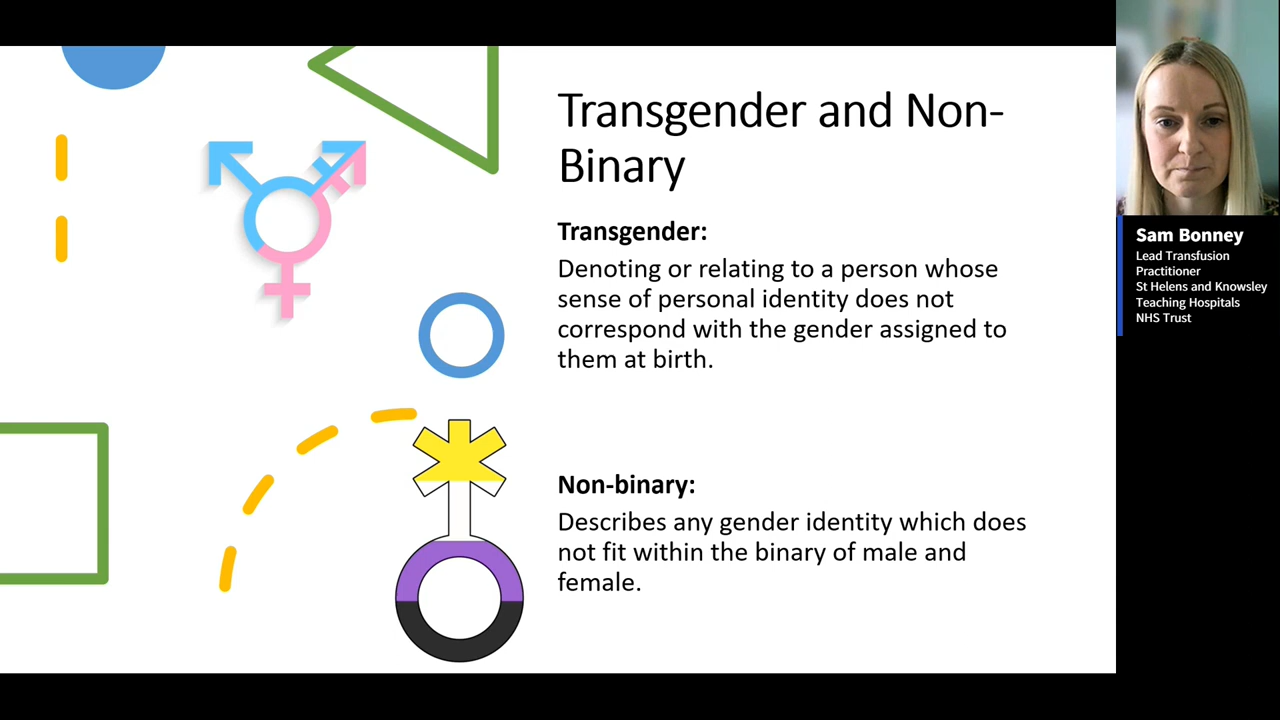 Transgender and Non-
Binary
Transgender:
Denoting or relating to a person whose
sense of personal identity does not
correspond with the gender assigned to
them at birth.
Non-binary:
Describes any gender identity which does
not fit within the binary of male and
female.
Sam Bonney
Lead Transfusion
Practitioner
St Helens and Knowsley
Teaching Hospitals
NHS Trust